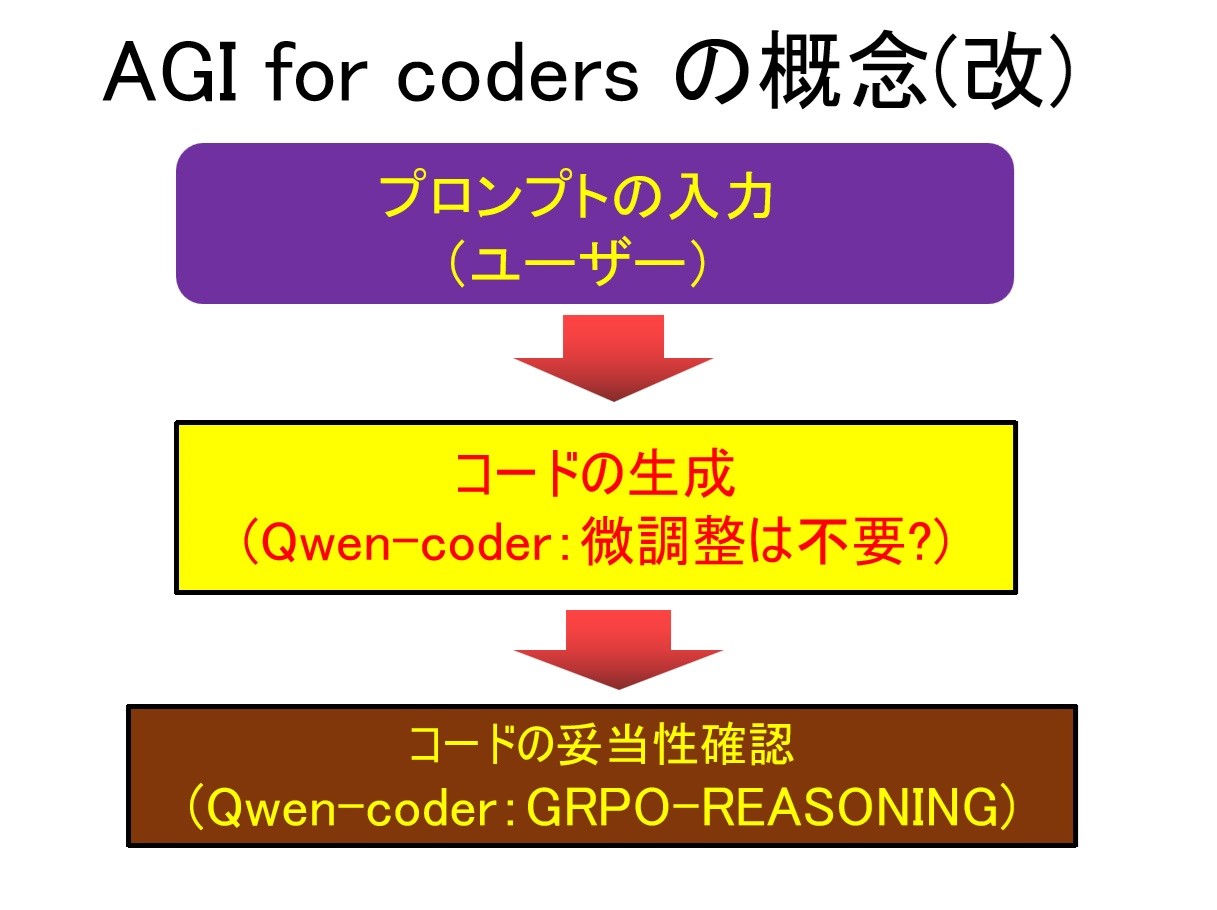 AGI for coders の概念(改)
プロンプトの入力
(ユーザー)
コードの生成
(Qwen-coder:微調整は不要?)
コードの妥当性確認
(Qwen-coder:GRPO-REASONING)